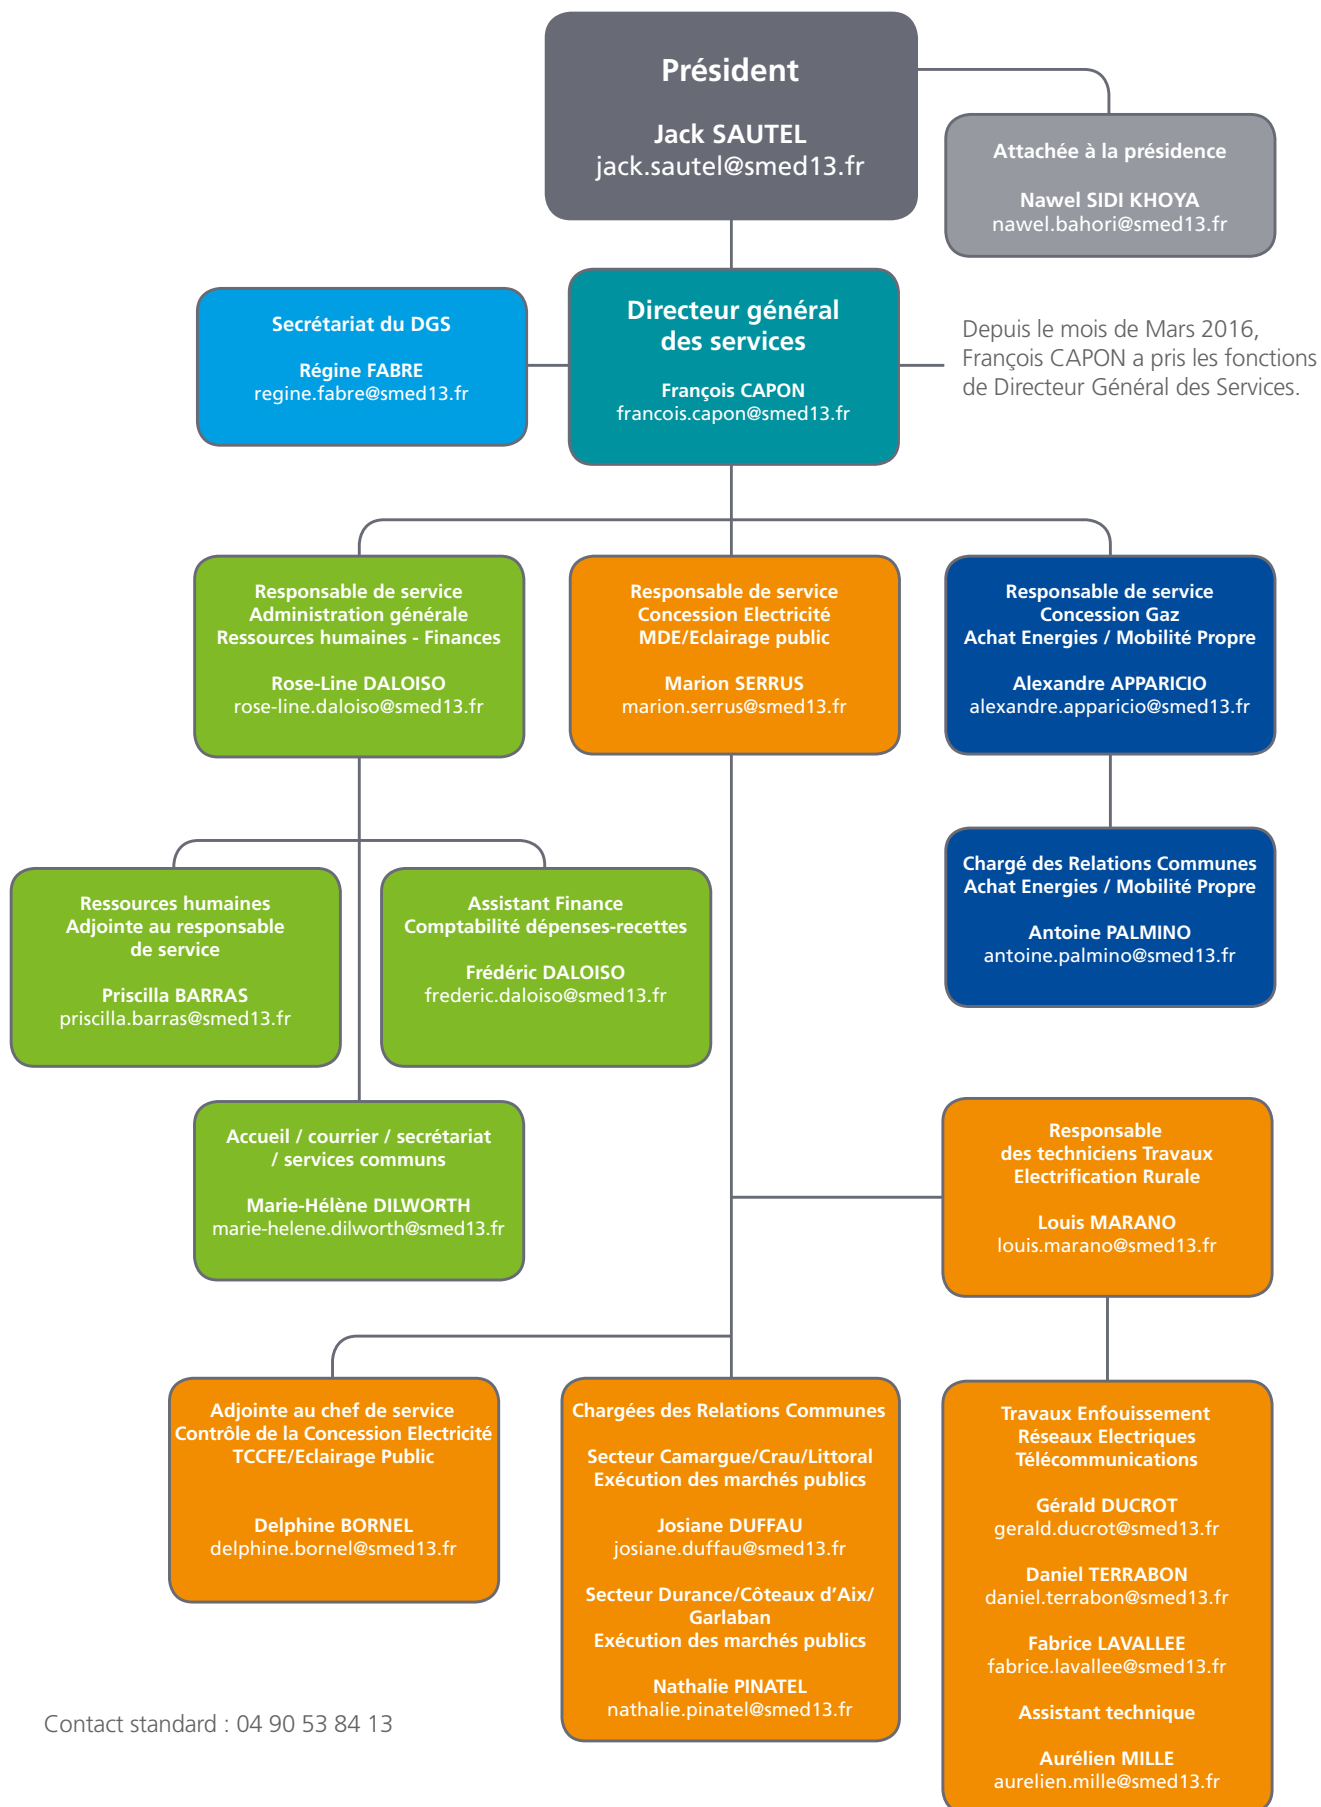 Président
Jack SAUTEL
jack.sautel@smed13.fr
Attachée à la présidence
Nawel SIDI KHOYA
nawel.bahori@smed13.fr
Secrétariat du DGS
Régine FABRE
regine.fabre@smed13.fr
Directeur général
des services
François CAPON
francois.capon@smed13.fr
Depuis le mois de Mars 2016,
François CAPON a pris les fonctions
de Directeur Général des Services.
Responsable de service
Administration générale
Ressources humaines - Finances
Rose-Line DALOISO
rose-line.daloiso@smed13.fr
Responsable de service
Concession Electricité
MDE/Eclairage public
Marion SERRUS
marion.serrus@smed13.fr
Responsable de service
Concession Gaz
Achat Energies / Mobilité Propre
Alexandre APPARICIO
alexandre.apparicio@smed13.fr
Ressources humaines
Adjointe au responsable
de service
Priscilla BARRAS
priscilla.barras@smed13.fr
Assistant Finance
Comptabilité dépenses-recettes
Frédéric DALOISO
frederic.daloiso@smed13.fr
Chargé des Relations Communes
Achat Energies / Mobilité Propre
Antoine PALMINO
antoine.palmino@smed13.fr
Accueil / courrier / secrétariat
/ services communs
Marie-Hélène DILWORTH
marie-helene.dilworth@smed13.fr
Responsable
des techniciens Travaux
Electrification Rurale
Louis MARANO
louis.marano@smed13.fr
Adjointe au chef de service
Contrôle de la Concession Electricité
TCCFE/Eclairage Public
Delphine BORNEL
delphine.bornel@smed13.fr
Chargées des Relations Communes
Secteur Camargue/Crau/Littoral
Exécution des marchés publics
Josiane DUFFAU
josiane.duffau@smed13.fr
Secteur Durance/Côteaux d’Aix/
Garlaban
Exécution des marchés publics
Nathalie PINATEL
nathalie.pinatel@smed13.fr
Travaux Enfouissement
Réseaux Electriques
Télécommunications
Gérald DUCROT
gerald.ducrot@smed13.fr
Daniel TERRABON
daniel.terrabon@smed13.fr
Fabrice LAVALLEE
fabrice.lavallee@smed13.fr
Assistant technique
Aurélien MILLE
aurelien.mille@smed13.fr
Contact standard : 04 90 53 84 13